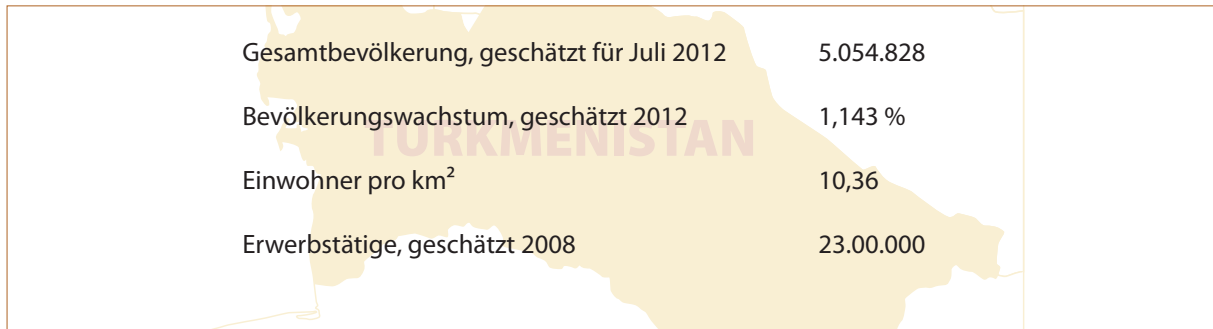 Gesamtbevölkerung, geschätzt für Juli 2012 5.054.828
Bevölkerungswachstum, geschätzt 2012 1,143 %
TURKMENISTAN
Einwohner pro km² 10,36
Erwerbstätige, geschätzt 2008 23.00.000